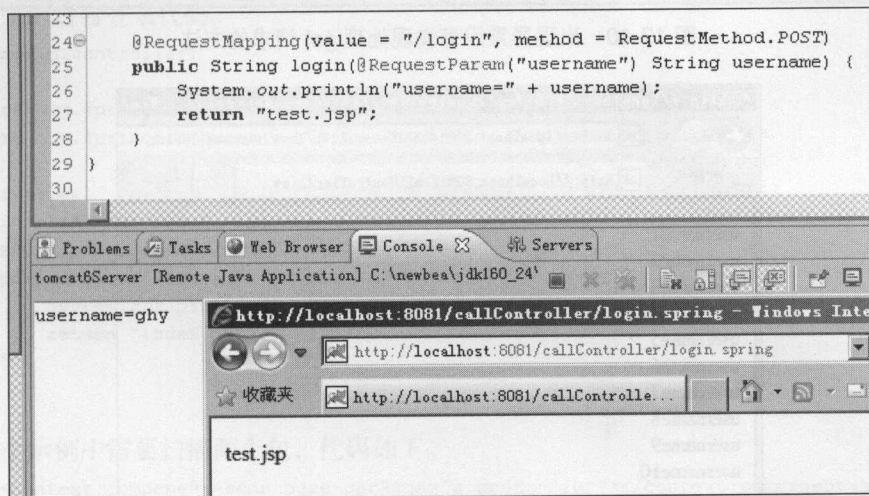 23
24 @RequestMapping(value = "/login", method = RequestMethod.POST)
25 public String login(@RequestParam("username") String username) {
26 System.out.println("username=" + username);
27 return "test.jsp";
28 }
29 }
30
Problems Tasks Web Browser Console Servers
tomcat6Server [Remote Java Application] C:\newbea\jdk160_24\
username=ghy
http://localhost:8081/callController/login.spring - Windows Inte
http://localhost:8081/callController/login.spring
收藏夹 http://localhost:8081/callControlle...
test.jsp